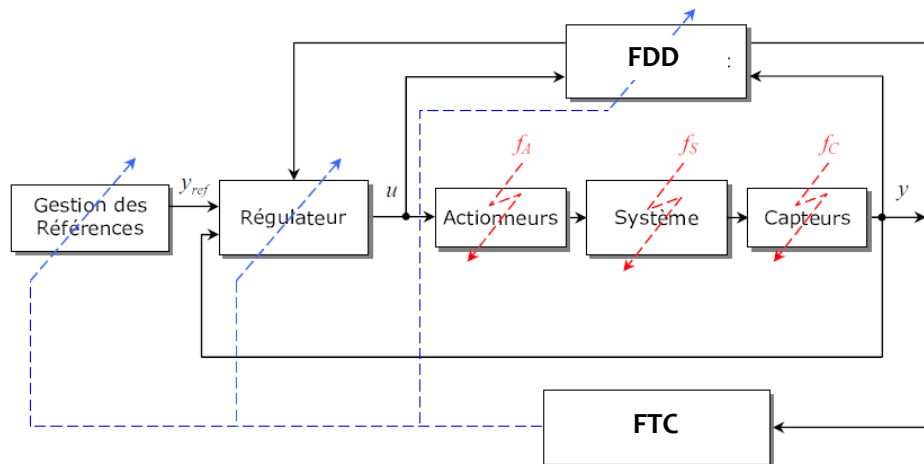 FDD
:
f_A
f_S
f_C
Gestion des
Références
y_ref
Régulateur
u
Actionneurs
Système
Capteurs
y
FTC